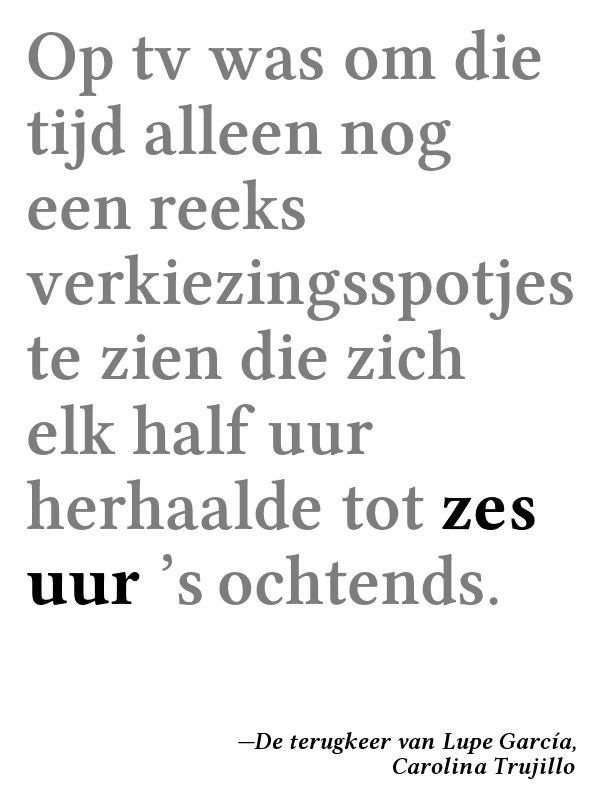 Op tv was om die
tijd alleen nog
een reeks
verkiezingsspotjes
te zien die zich
elk half uur
herhaalde tot zes
uur ’s ochtends.
—De terugkeer van Lupe García,
Carolina Trujillo